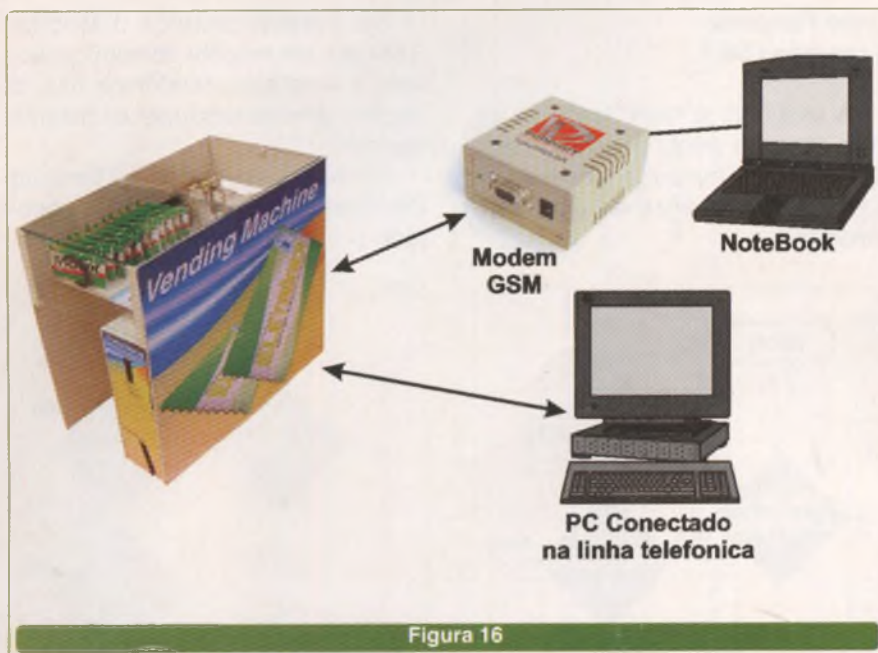 Vending Machine
Modem
GSM
NoteBook
PC Conectado
na linha telefonica
Figura 16